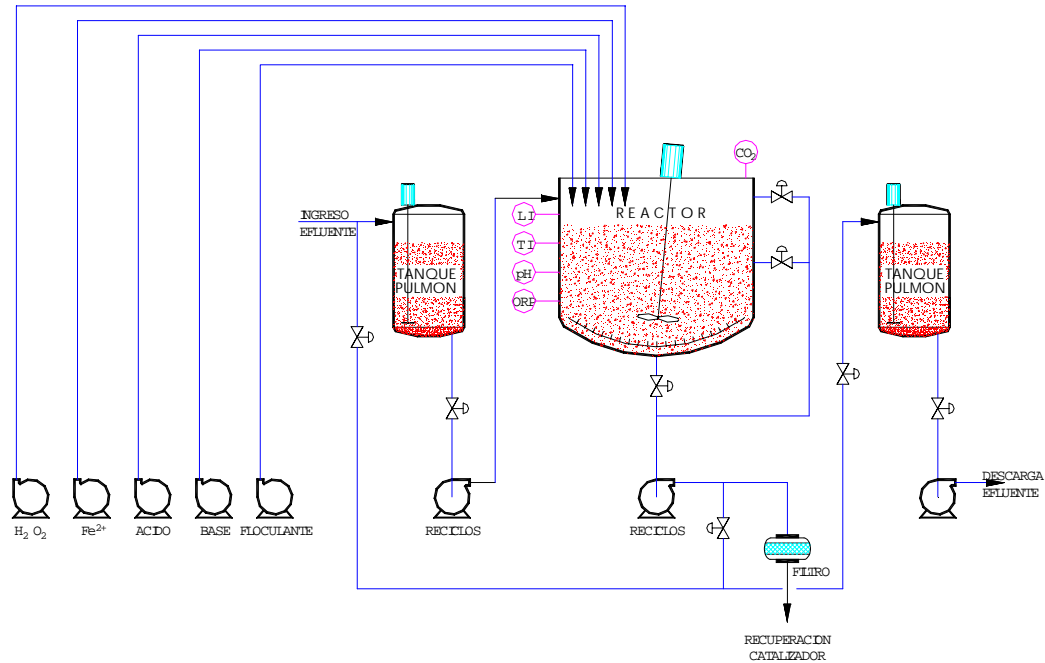 CO2
REACTOR
INGRESO
EFLUENTE
LI
TI
pH
ORP
TANQUE
PULMON
TANQUE
PULMON
DESCARGA
EFLUENTE
H2 O2
Fe2+
ACIDO
BASE
FLOCULANTE
RECICLOS
RECICLOS
FILTRO
RECUPERACION
CATALIZADOR